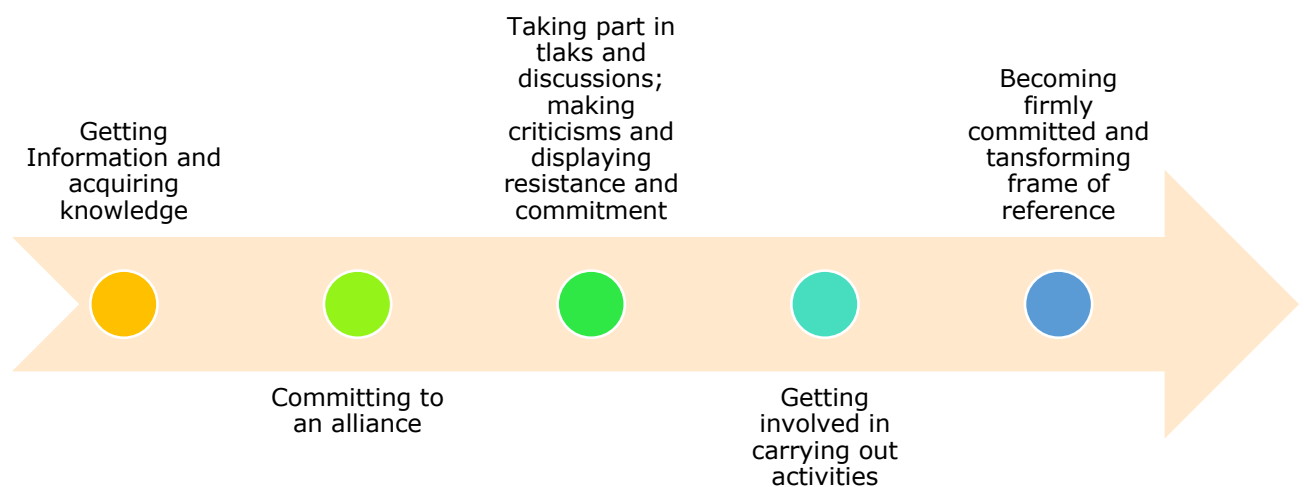 Getting
Information and
acquiring
knowledge
Committing to
an alliance
Taking part in
tlaks and
discussions;
making
criticisms and
displaying
resistance and
commitment
Getting
involved in
carrying out
activities
Becoming
firmly
committed and
tansforming
frame of
reference